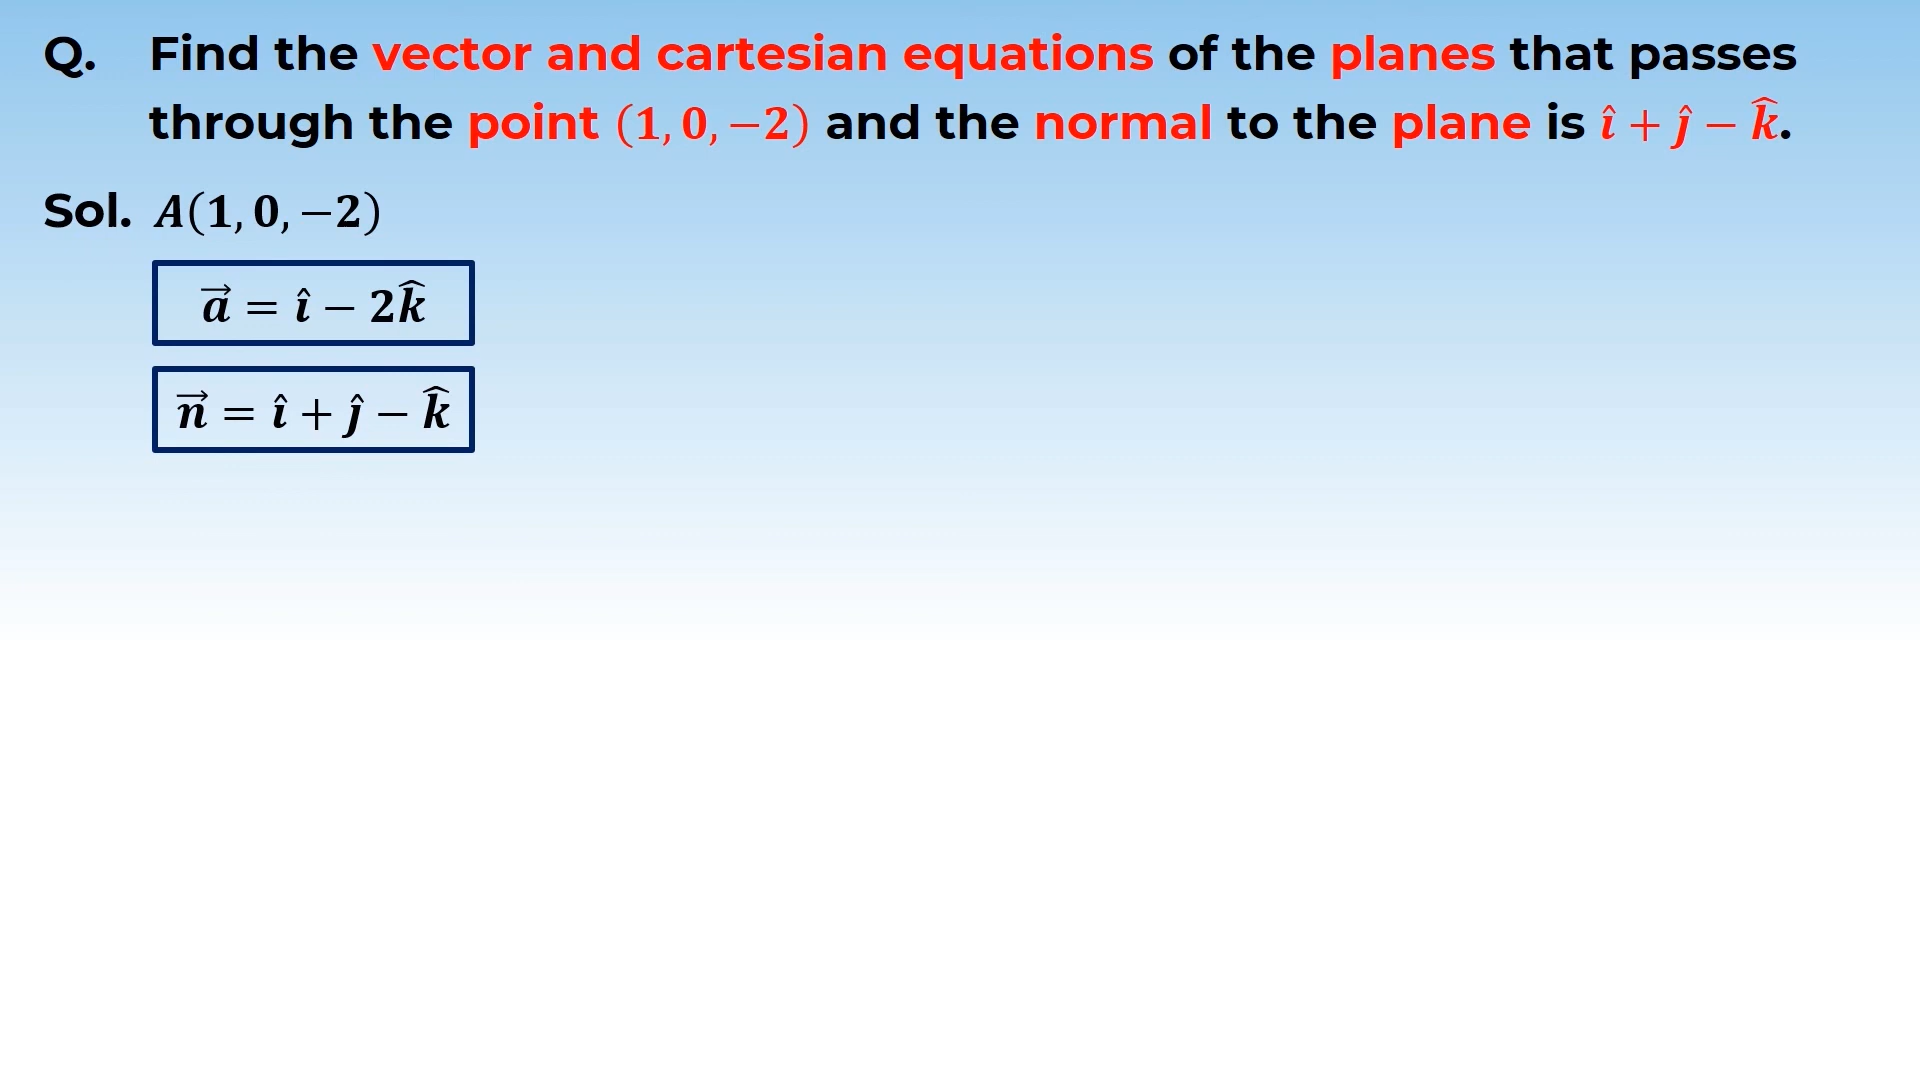 Q. Find the vector and cartesian equations of the planes that passes
through the point (1, 0, −2) and the normal to the plane is î + ĵ − k̂.
Sol. A(1, 0, −2)
a⃗ = î − 2k̂
n⃗ = î + ĵ − k̂